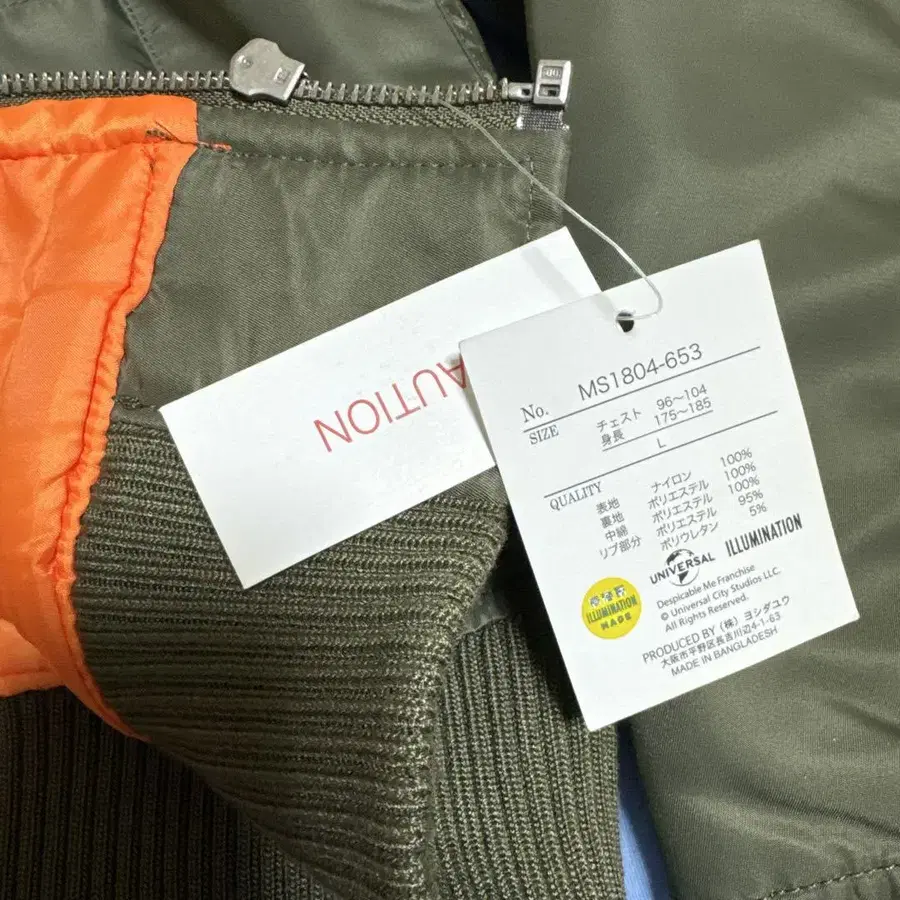 CAUTION
No. MS1804-653
SIZE チェスト 96~104
身長 175~185
L
QUALITY
表地 ナイロン 100%
裏地 ポリエステル 100%
中綿 ポリエステル 100%
リブ部分 ポリエステル 95%
ポリウレタン 5%
UNIVERSAL ILLUMINATION
ILLUMINATION
MADE
Despicable Me Franchise
© Universal City Studios LLC.
All Rights Reserved.
PRODUCED BY (株) ヨシダユウ
大阪市平野区長吉川辺4-1-63
MADE IN BANGLADESH